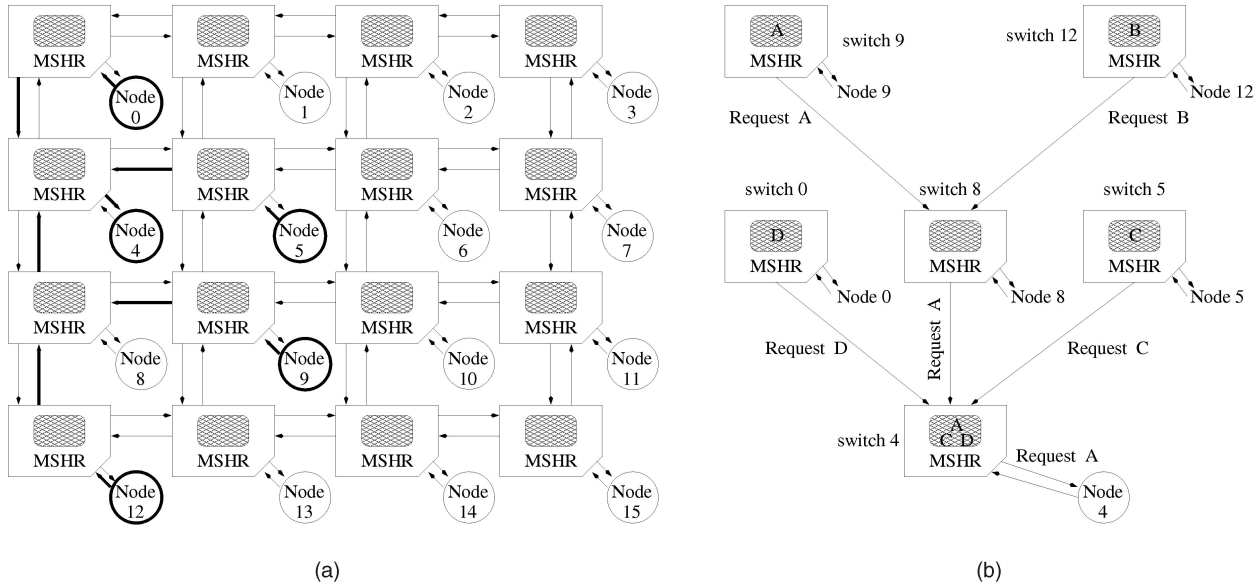 MSHR MSHR MSHR MSHR
Node 0
Node 1
Node 2
Node 3
MSHR MSHR MSHR MSHR
Node 4
Node 5
Node 6
Node 7
MSHR MSHR MSHR MSHR
Node 8
Node 9
Node 10
Node 11
MSHR MSHR MSHR MSHR
Node 12
Node 13
Node 14
Node 15
(a)
A
MSHR
switch 9
Node 9
switch 12
B
MSHR
Node 12
Request A
Request B
switch 0
D
MSHR
Node 0
switch 8
MSHR
Node 8
switch 5
C
MSHR
Node 5
Request D
Request A
Request C
switch 4
A
C D
MSHR
Request A
Node
4
(b)